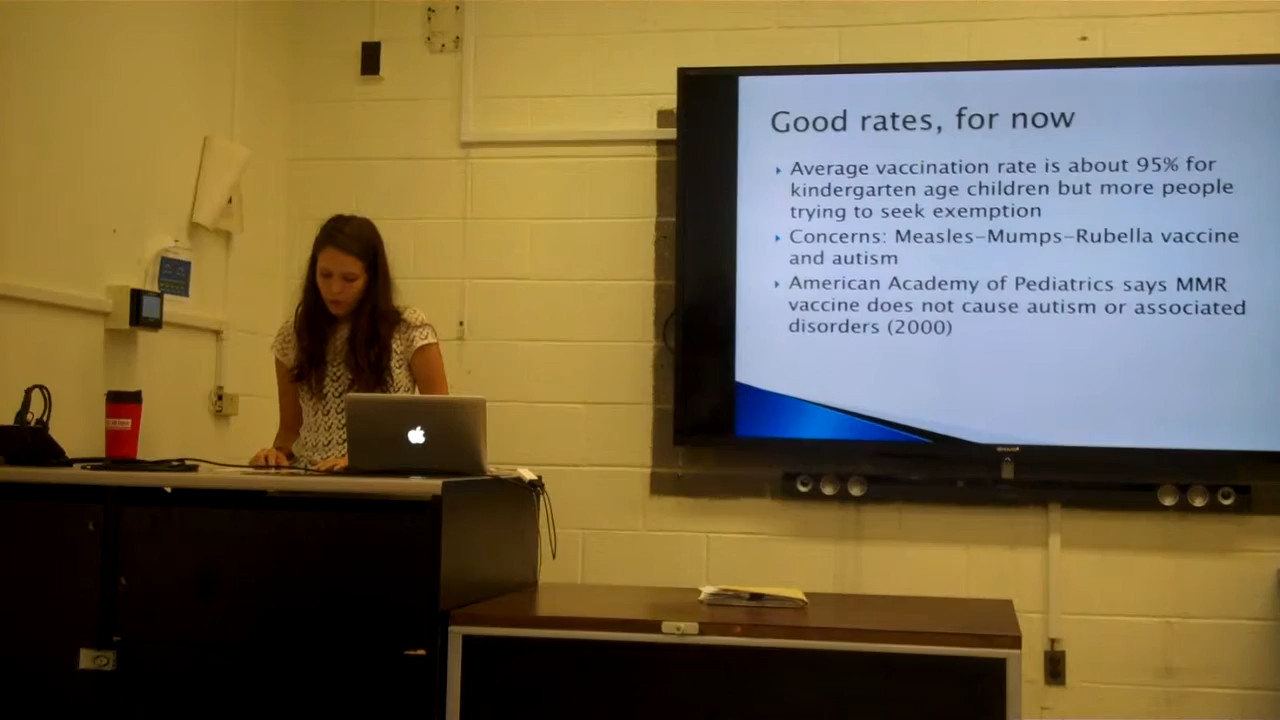 Good rates, for now
Average vaccination rate is about 95% for
kindergarten age children but more people
trying to seek exemption
Concerns: Measles-Mumps-Rubella vaccine
and autism
American Academy of Pediatrics says MMR
vaccine does not cause autism or associated
disorders (2000)